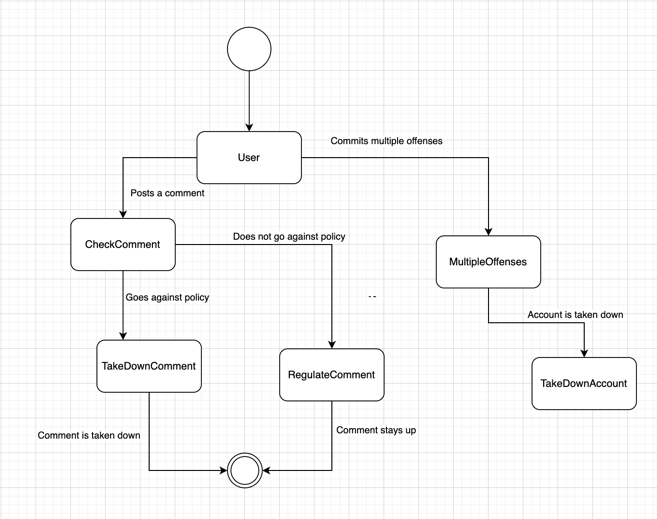 Commits multiple offenses
User
Posts a comment
Does not go against policy
CheckComment
MultipleOffenses
Goes against policy
--
Account is taken down
TakeDownComment
RegulateComment
TakeDownAccount
Comment is taken down
Comment stays up